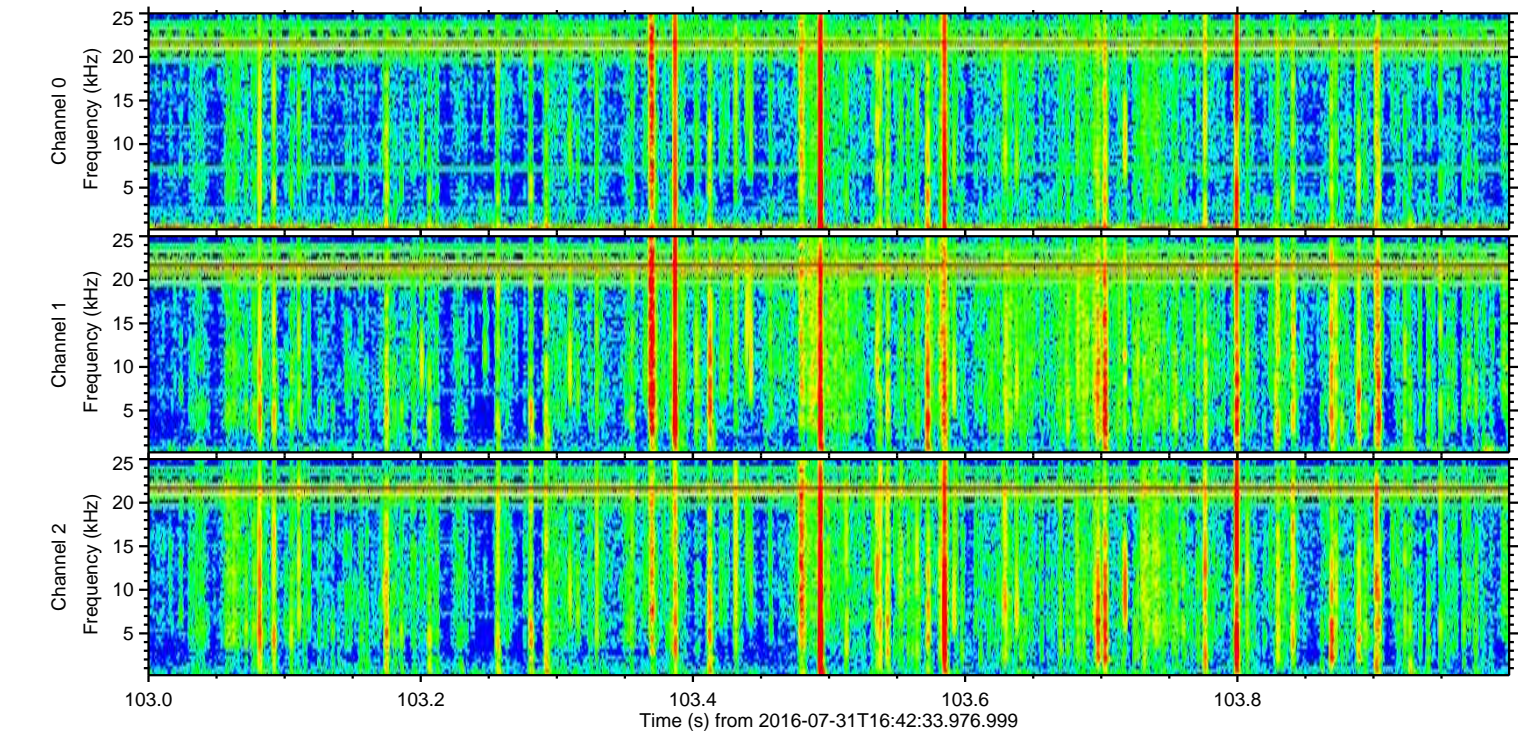 Channel 0
Frequency (kHz)
25
20
15
10
5
Channel 1
Frequency (kHz)
25
20
15
10
5
Channel 2
Frequency (kHz)
25
20
15
10
5
103.0 103.2 103.4 103.6 103.8
Time (s) from 2016-07-31T16:42:33.976.999